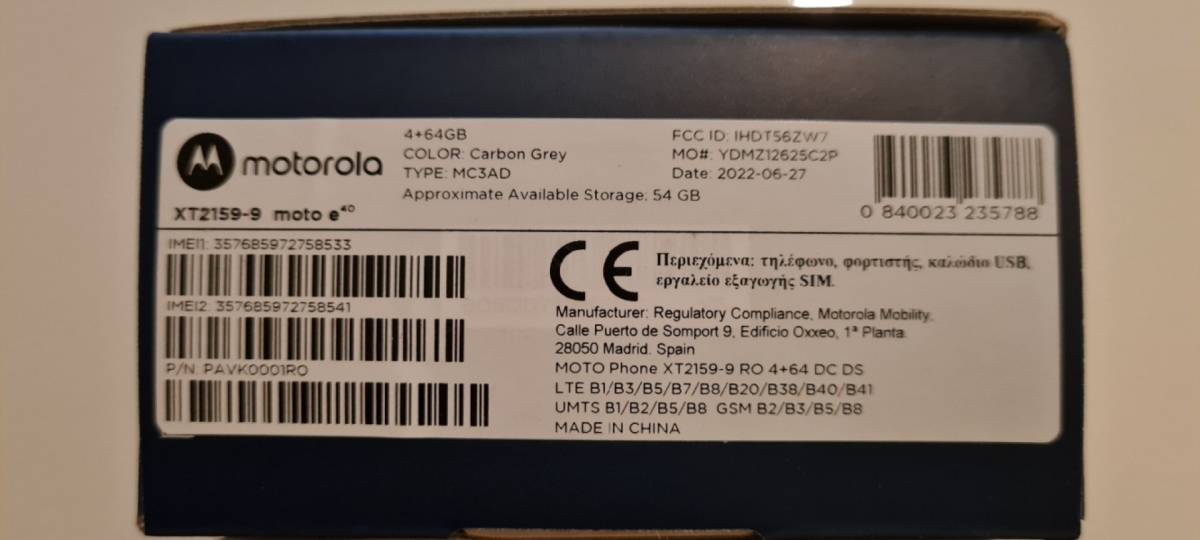 motorola
XT2159-9 moto e⁴⁰
4+64GB
COLOR: Carbon Grey
TYPE: MC3AD
Approximate Available Storage: 54 GB
FCC ID: IHDT56ZW7
MO#: YDMZ12625C2P
Date: 2022-06-27
0 840023 235788
IMEI1: 357685972758533
IMEI2 357685972758541
P/N: PAVK0001RO
CE
Περιεχόμενα: τηλέφωνο, φορτιστής, καλώδιο USB,
εργαλείο εξαγωγής SIM.
Manufacturer: Regulatory Compliance, Motorola Mobility.
Calle Puerto de Somport 9, Edificio Oxxeo, 1ª Planta.
28050 Madrid. Spain
MOTO Phone XT2159-9 RO 4+64 DC DS
LTE B1/B3/B5/B7/B8/B20/B38/B40/B41
UMTS B1/B2/B5/B8 GSM B2/B3/B5/B8
MADE IN CHINA